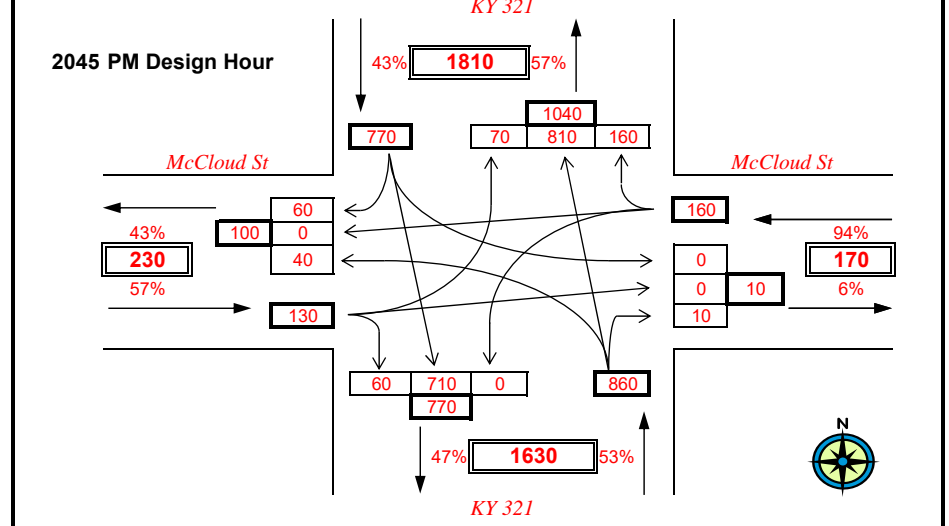 KY 321
2045 PM Design Hour
43% 1810 57%
1040
770 70 810 160
McCloud St McCloud St
60 160
100 0
43% 94%
40 0
230 170
0 10
57% 6%
130 10
60 710 0 860
770
N
47% 1630 53%
KY 321